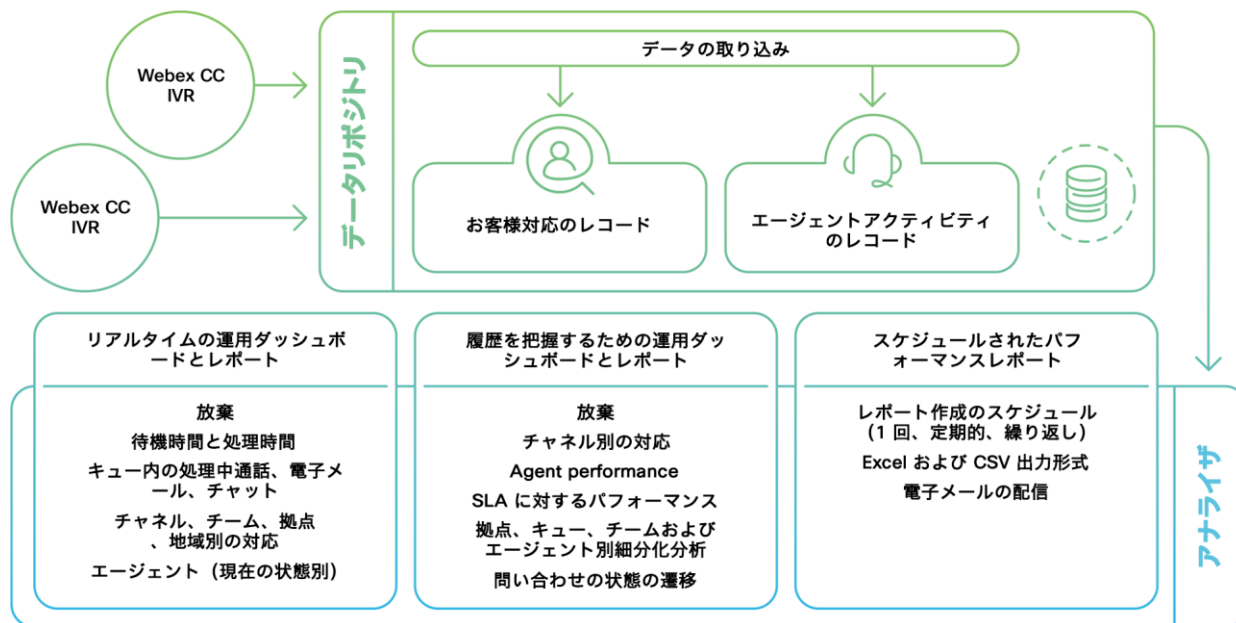 Webex CC
IVR
Webex CC
IVR
データリポジトリ
データの取り込み
お客様対応のレコード
エージェントアクティビティ
のレコード
リアルタイムの運用ダッシュボ
ードとレポート
放棄
待機時間と処理時間
キュー内の処理中通話、電子メ
ール、チャット
チャネル、チーム、拠点
、地域別の対応
エージェント（現在の状態別）
履歴を把握するための運用ダッ
シュボードとレポート
放棄
チャネル別の対応
Agent performance
SLA に対するパフォーマンス
拠点、キュー、チームおよび
エージェント別細分化分析
問い合わせの状態の遷移
スケジュールされたパフ
ォーマンスレポート
レポート作成のスケジュール
（1 回、定期的、繰り返し）
Excel および CSV 出力形式
電子メールの配信
アナライザ